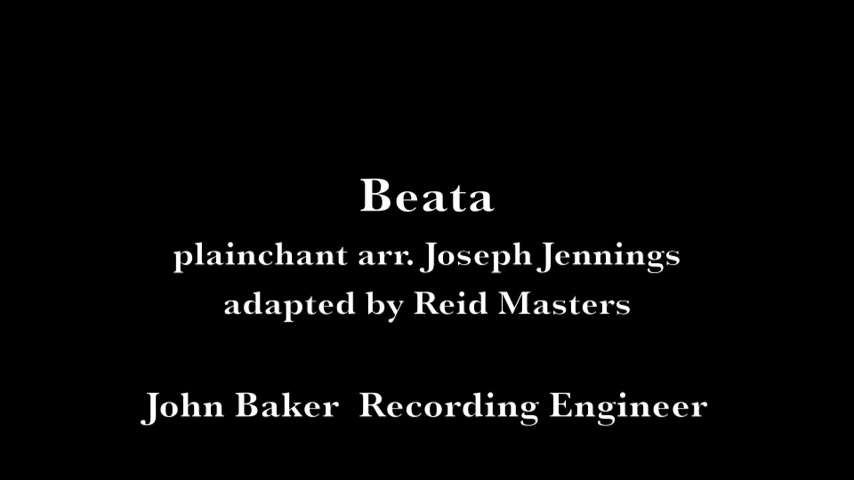 Beata
plainchant arr. Joseph Jennings
adapted by Reid Masters
John Baker  Recording Engineer